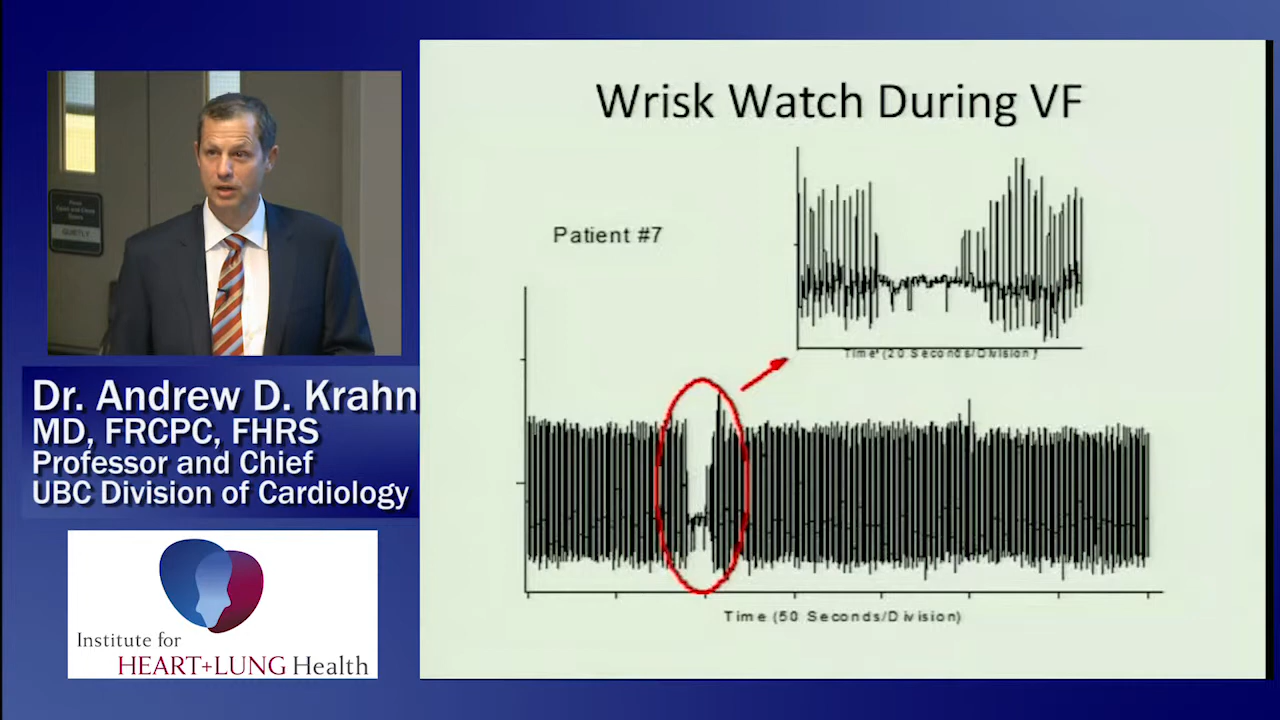 Wrisk Watch During VF
Patient #7
Time (20 Seconds/Division)
Time (50 Seconds/Division)
QUIETLY
Dr. Andrew D. Krahn
MD, FRCPC, FHRS
Professor and Chief
UBC Division of Cardiology
Institute for
HEART+LUNG Health